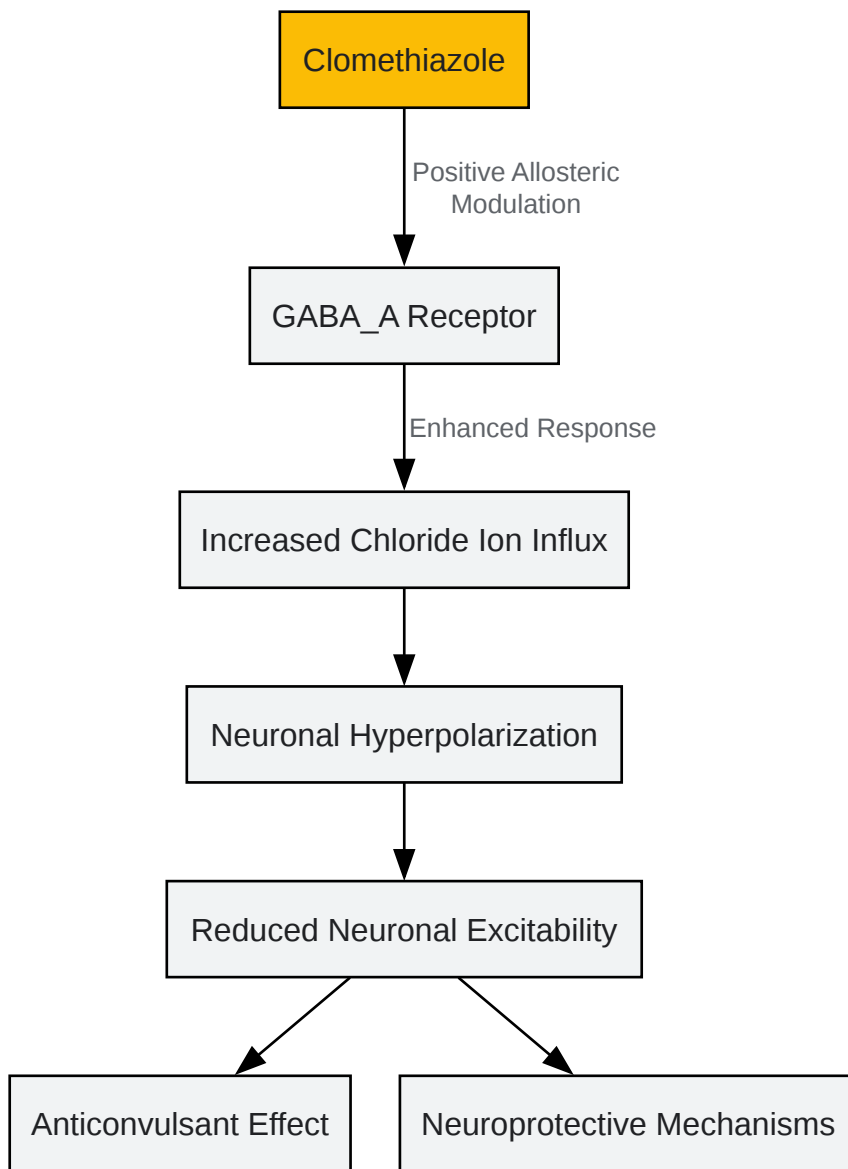 Clomethiazole
Positive Allosteric
Modulation
GABA_A Receptor
Enhanced Response
Increased Chloride Ion Influx
Neuronal Hyperpolarization
Reduced Neuronal Excitability
Anticonvulsant Effect
Neuroprotective Mechanisms